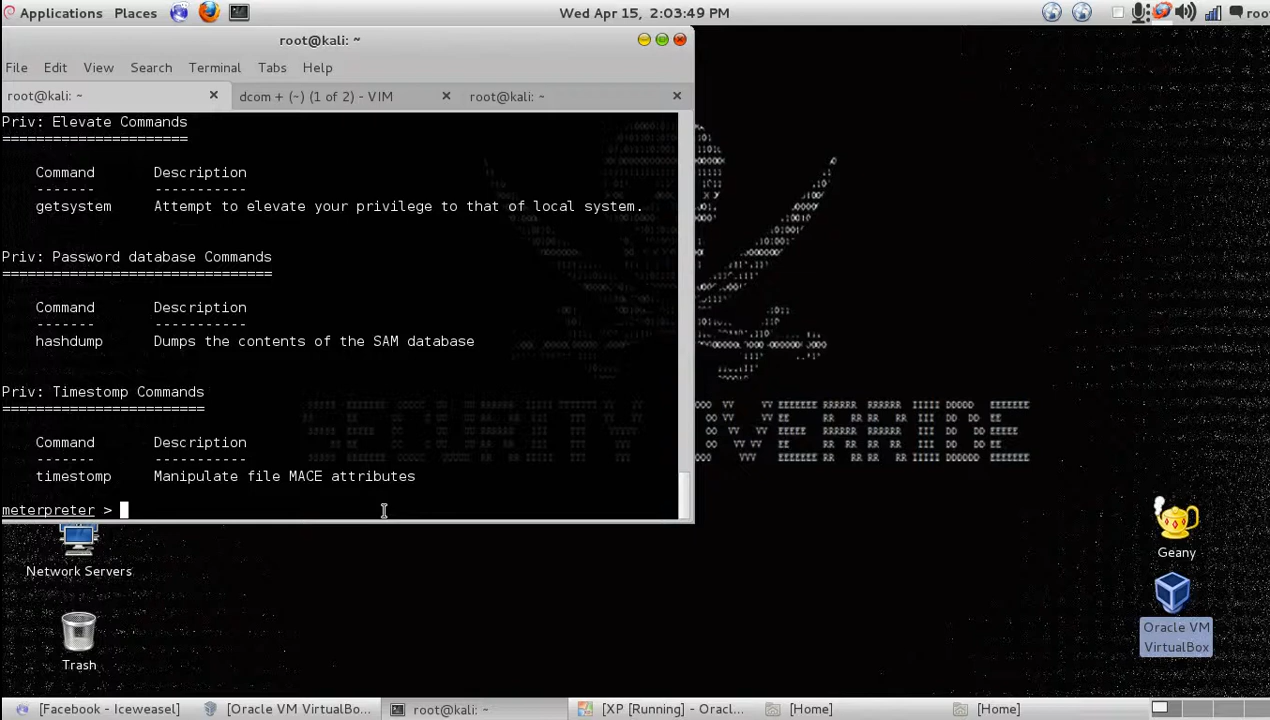 Applications Places
Wed Apr 15, 2:03:49 PM
roo
root@kali: ~
File Edit View Search Terminal Tabs Help
root@kali: ~
dcom + (~) (1 of 2) - VIM
root@kali: ~
Priv: Elevate Commands
======================
Command Description
------- -----------
getsystem Attempt to elevate your privilege to that of local system.
Priv: Password database Commands
================================
Command Description
------- -----------
hashdump Dumps the contents of the SAM database
Priv: Timestomp Commands
========================
Command Description
------- -----------
timestomp Manipulate file MACE attributes
meterpreter >
SECURITY OVERRIDE
Network Servers
Trash
Geany
Oracle VM
VirtualBox
[Facebook - Iceweasel]
[Oracle VM VirtualBo...
root@kali: ~
[XP [Running] - Oracl...
[Home]
[Home]